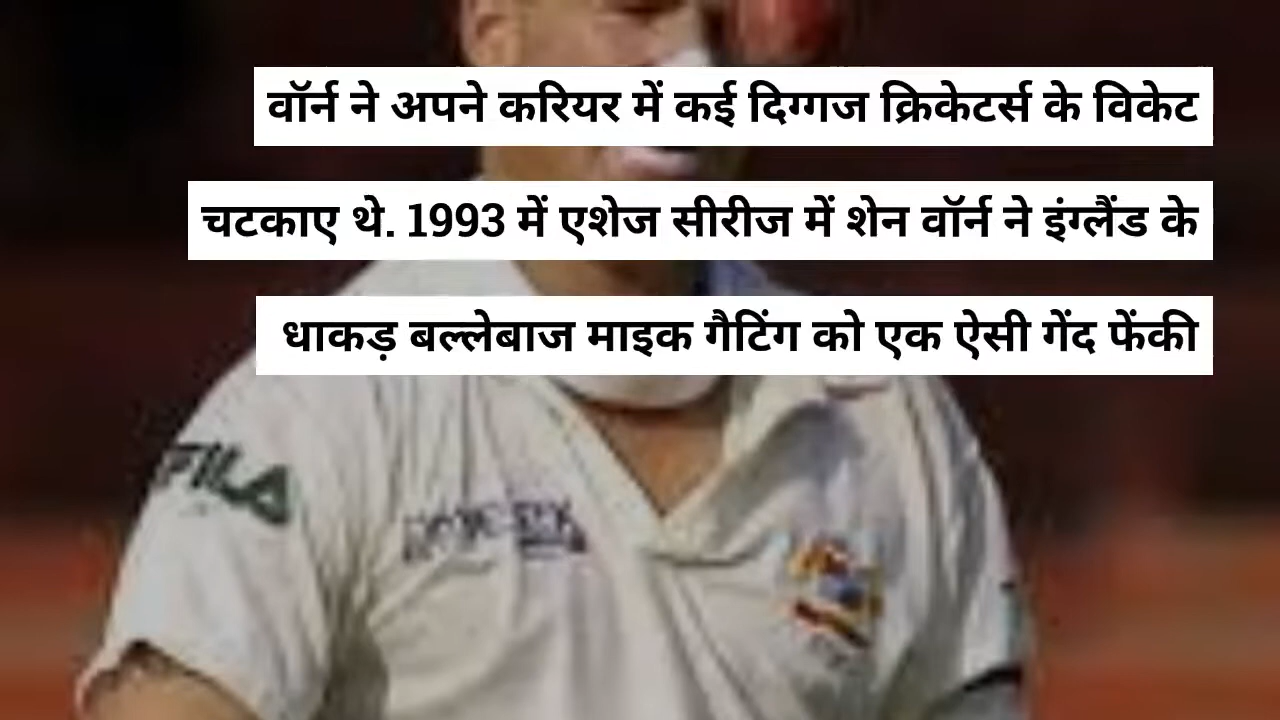 वॉर्न ने अपने करियर में कई दिग्गज क्रिकेटर्स के विकेट
चटकाए थे. 1993 में एशेज सीरीज में शेन वॉर्न ने इंग्लैंड के
धाकड़ बल्लेबाज माइक गैटिंग को एक ऐसी गेंद फेंकी
FILA